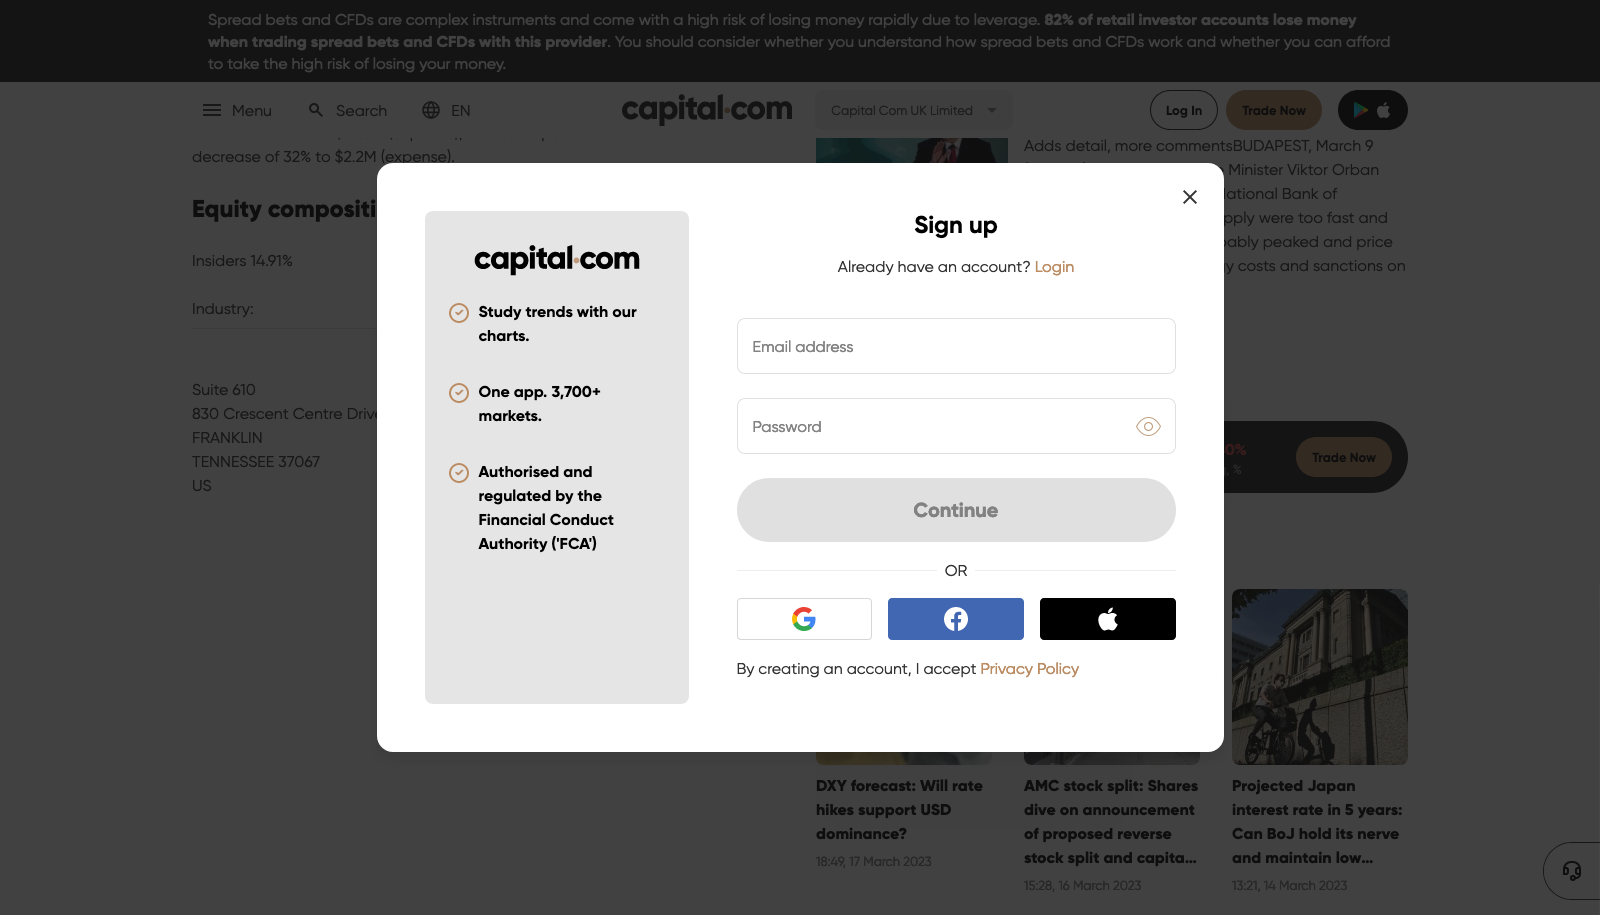 Spread bets and CFDs are complex instruments and come with a high risk of losing money rapidly due to leverage. 82% of retail investor accounts lose money
when trading spread bets and CFDs with this provider. You should consider whether you understand how spread bets and CFDs work and whether you can afford
to take the high risk of losing your money.
Menu
Search
EN
capital.com
Capital Com UK Limited
Log In
Trade Now
decrease of 32% to $2.2M (expense).
Equity compositi
Insiders 14.91%
Industry:
Suite 610
830 Crescent Centre Drive
FRANKLIN
TENNESSEE 37067
US
Adds detail, more commentsBUDAPEST, March 9
Minister Viktor Orban
National Bank of
pply were too fast and
bably peaked and price
y costs and sanctions on
capital.com
Study trends with our
charts.
One app. 3,700+
markets.
Authorised and
regulated by the
Financial Conduct
Authority ('FCA')
Sign up
Already have an account? Login
Email address
Password
Continue
OR
By creating an account, I accept Privacy Policy
0%
%
Trade Now
DXY forecast: Will rate
hikes support USD
dominance?
18:49, 17 March 2023
AMC stock split: Shares
dive on announcement
of proposed reverse
stock split and capita...
15:28, 16 March 2023
Projected Japan
interest rate in 5 years:
Can BoJ hold its nerve
and maintain low...
13:21, 14 March 2023